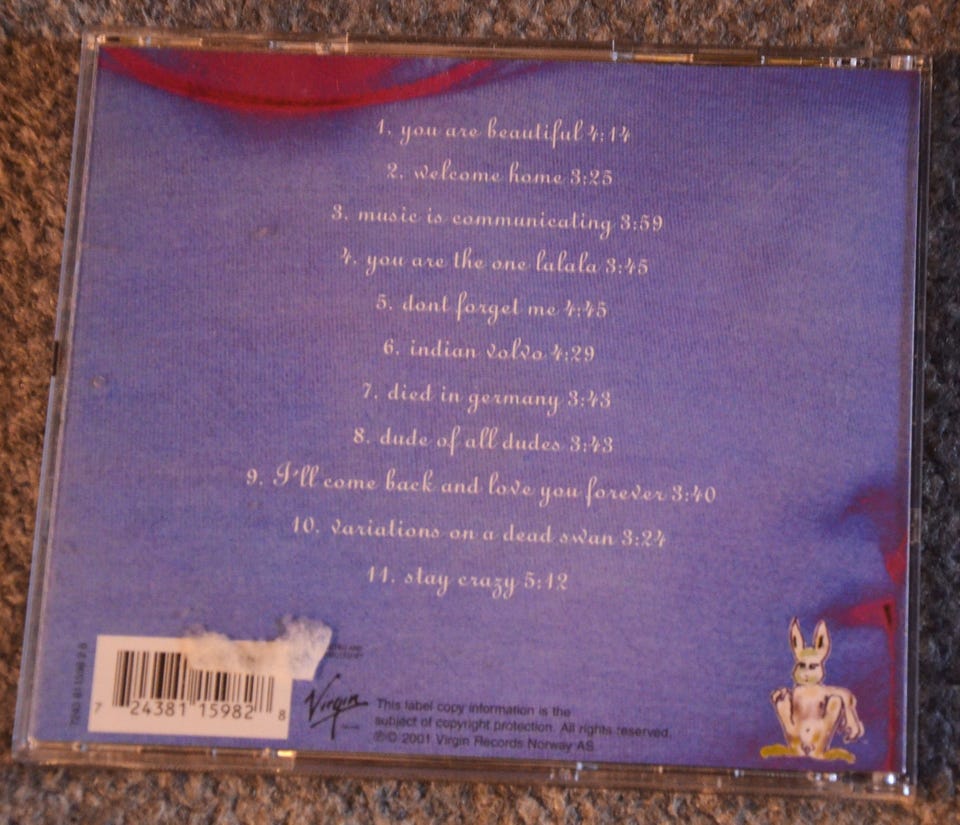 1. you are beautiful 4:14
2. welcome home 3:25
3. music is communicating 3:59
4. you are the one lalala 3:45
5. dont forget me 4:45
6. indian volvo 4:29
7. died in germany 3:43
8. dude of all dudes 3:43
9. I'll come back and love you forever 3:40
10. variations on a dead swan 3:24
11. stay crazy 5:12
7 24381 15982 8
Virgin
This label copy information is the
subject of copyright protection. All rights reserved.
℗© 2001 Virgin Records Norway AS